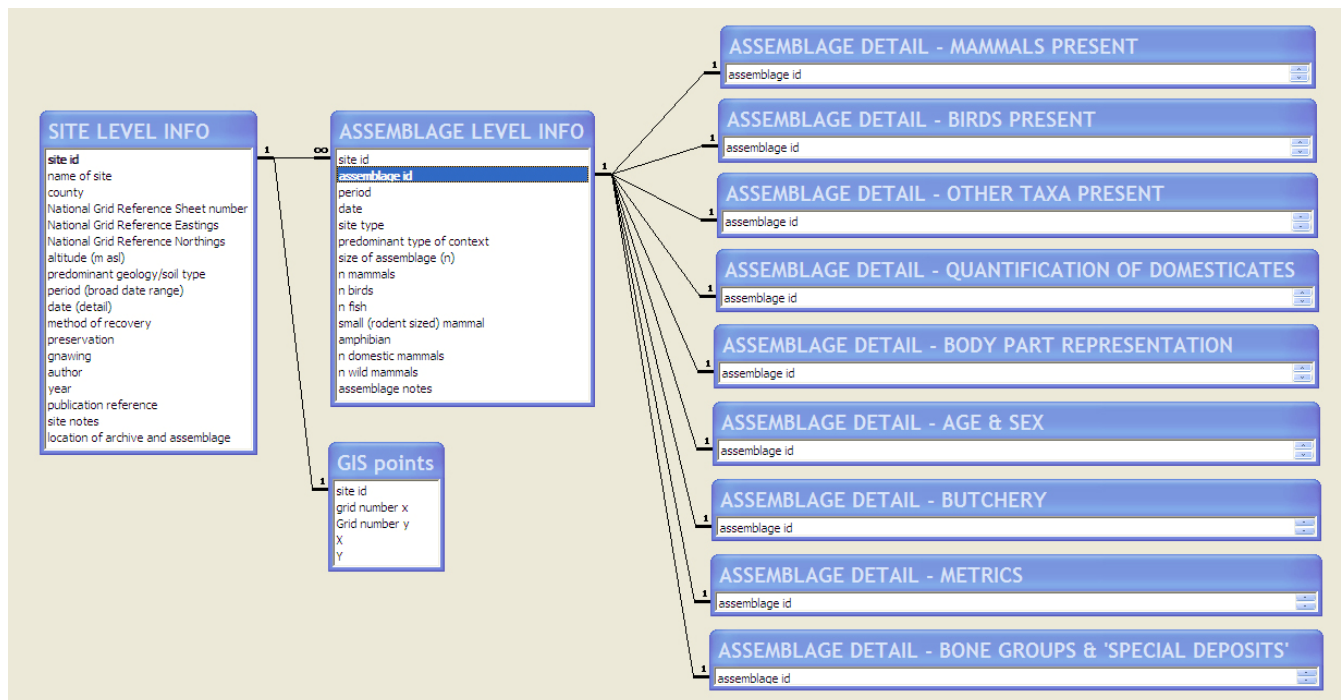 SITE LEVEL INFO
site id
name of site
county
National Grid Reference Sheet number
National Grid Reference Eastings
National Grid Reference Northings
altitude (m asl)
predominant geology/soil type
period (broad date range)
date (detail)
method of recovery
preservation
gnawing
author
year
publication reference
site notes
location of archive and assemblage
1
∞
1
ASSEMBLAGE LEVEL INFO
site id
assemblage id
period
date
site type
predominant type of context
size of assemblage (n)
n mammals
n birds
n fish
small (rodent sized) mammal
amphibian
n domestic mammals
n wild mammals
assemblage notes
1
GIS points
site id
grid number x
Grid number y
X
Y
ASSEMBLAGE DETAIL - MAMMALS PRESENT
1
assemblage id
ASSEMBLAGE DETAIL - BIRDS PRESENT
1
assemblage id
ASSEMBLAGE DETAIL - OTHER TAXA PRESENT
1
assemblage id
ASSEMBLAGE DETAIL - QUANTIFICATION OF DOMESTICATES
1
assemblage id
ASSEMBLAGE DETAIL - BODY PART REPRESENTATION
1
assemblage id
ASSEMBLAGE DETAIL - AGE & SEX
1
assemblage id
ASSEMBLAGE DETAIL - BUTCHERY
1
assemblage id
ASSEMBLAGE DETAIL - METRICS
1
assemblage id
ASSEMBLAGE DETAIL - BONE GROUPS & 'SPECIAL DEPOSITS'
1
assemblage id